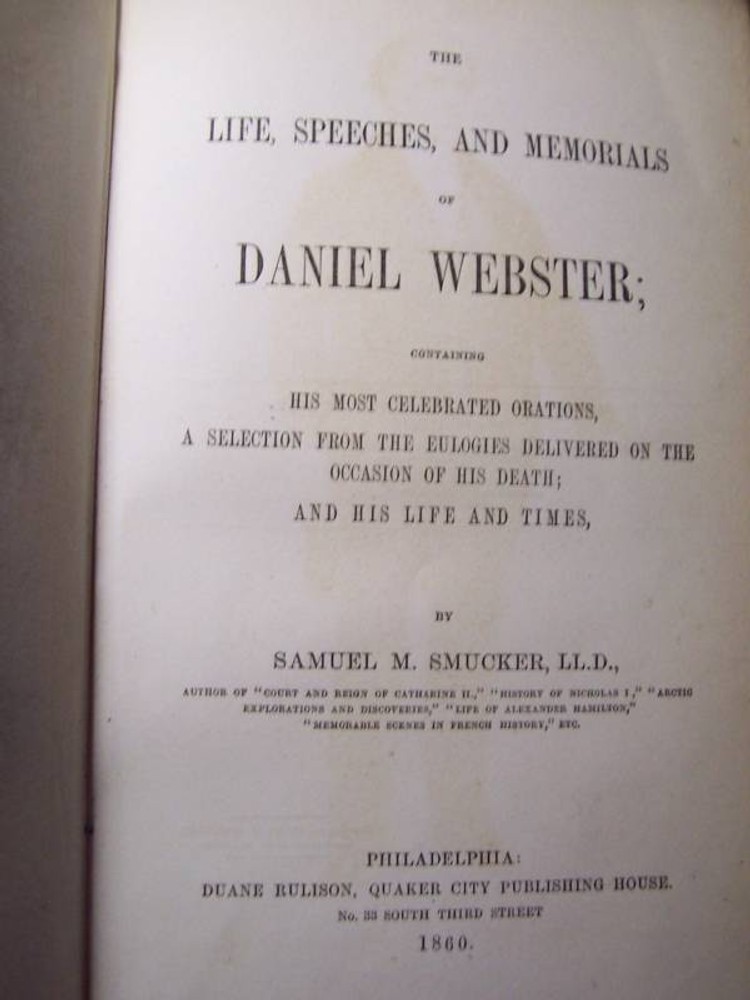 THE
LIFE, SPEECHES, AND MEMORIALS
OF
DANIEL WEBSTER;
CONTAINING
HIS MOST CELEBRATED ORATIONS,
A SELECTION FROM THE EULOGIES DELIVERED ON THE
OCCASION OF HIS DEATH;
AND HIS LIFE AND TIMES,
BY
SAMUEL M. SMUCKER, LL.D.,
AUTHOR OF "COURT AND REIGN OF CATHARINE II.," "HISTORY OF NICHOLAS I.," "ARCTIC
EXPLORATIONS AND DISCOVERIES," "LIFE OF ALEXANDER HAMILTON,"
"MEMORABLE SCENES IN FRENCH HISTORY," ETC.
PHILADELPHIA:
DUANE RULISON, QUAKER CITY PUBLISHING HOUSE.
No. 33 SOUTH THIRD STREET
1860.